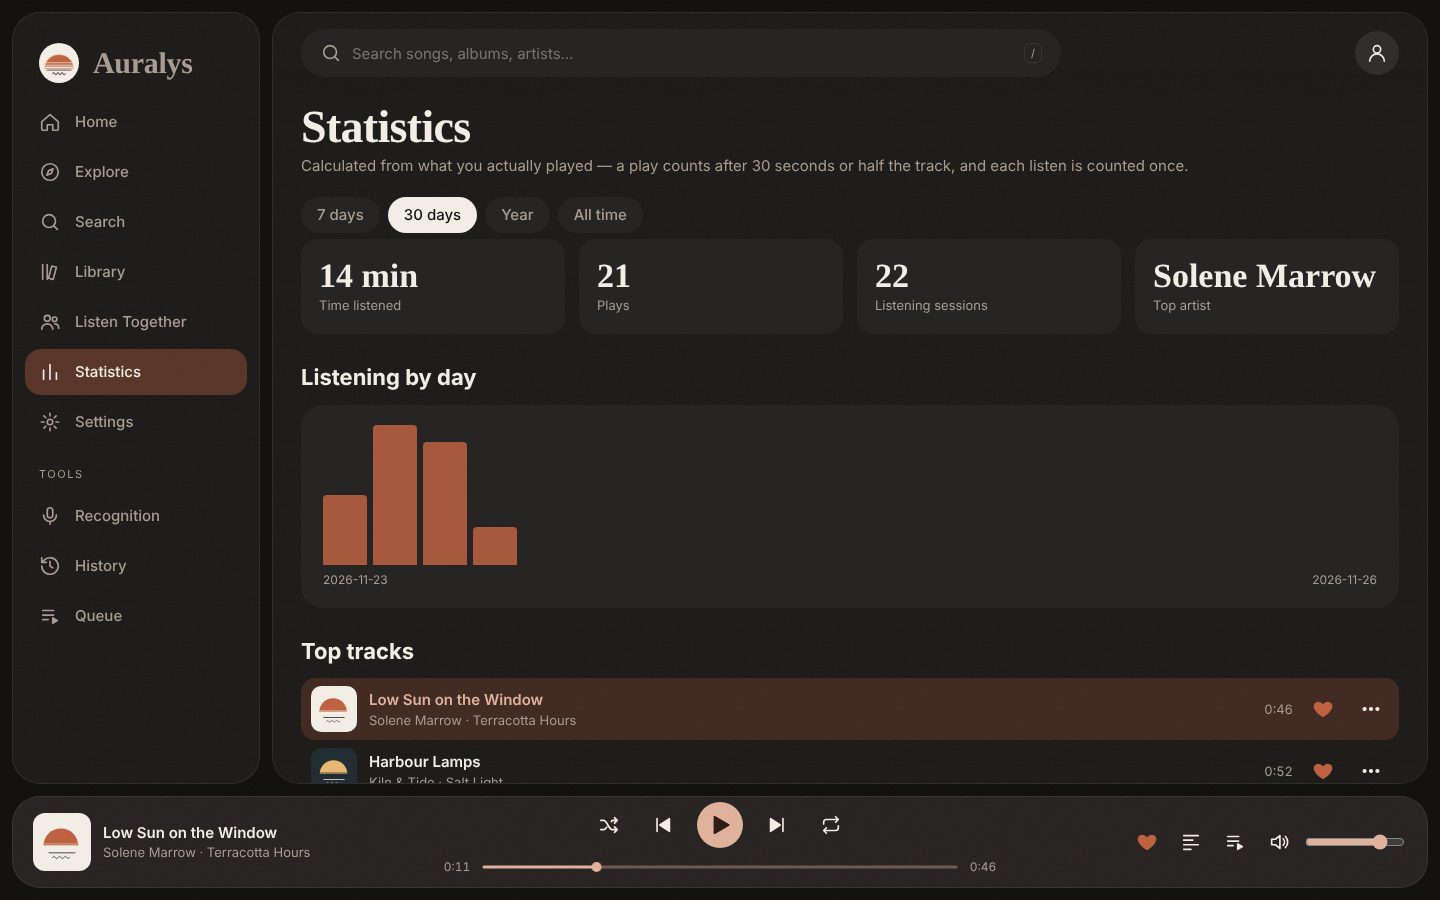 Auralys
Home
Explore
Search
Library
Listen Together
Statistics
Settings
TOOLS
Recognition
History
Queue
Search songs, albums, artists...
/
Statistics
Calculated from what you actually played — a play counts after 30 seconds or half the track, and each listen is counted once.
7 days
30 days
Year
All time
14 min
Time listened
21
Plays
22
Listening sessions
Solene Marrow
Top artist
Listening by day
2026-11-23
2026-11-26
Top tracks
Low Sun on the Window
Solene Marrow · Terracotta Hours
0:46
Harbour Lamps
Kiln & Tide · Salt Light
0:52
Low Sun on the Window
Solene Marrow · Terracotta Hours
0:11
0:46